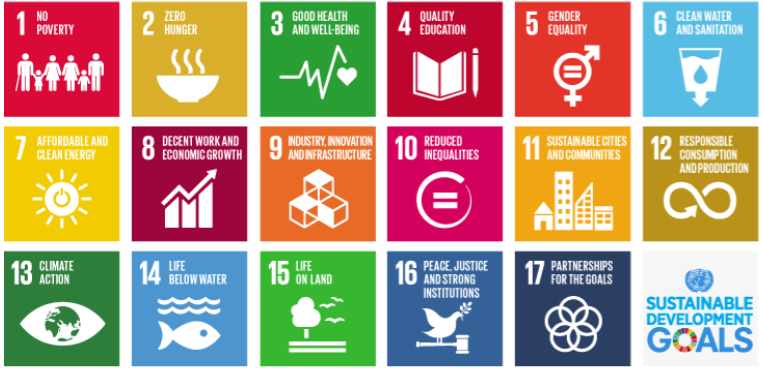 1 NO
POVERTY
2 ZERO
HUNGER
3 GOOD HEALTH
AND WELL-BEING
4 QUALITY
EDUCATION
5 GENDER
EQUALITY
6 CLEAN WATER
AND SANITATION
7 AFFORDABLE AND
CLEAN ENERGY
8 DECENT WORK AND
ECONOMIC GROWTH
9 INDUSTRY, INNOVATION
AND INFRASTRUCTURE
10 REDUCED
INEQUALITIES
11 SUSTAINABLE CITIES
AND COMMUNITIES
12 RESPONSIBLE
CONSUMPTION
AND PRODUCTION
13 CLIMATE
ACTION
14 LIFE
BELOW WATER
15 LIFE
ON LAND
16 PEACE, JUSTICE
AND STRONG
INSTITUTIONS
17 PARTNERSHIPS
FOR THE GOALS
SUSTAINABLE
DEVELOPMENT
GOALS